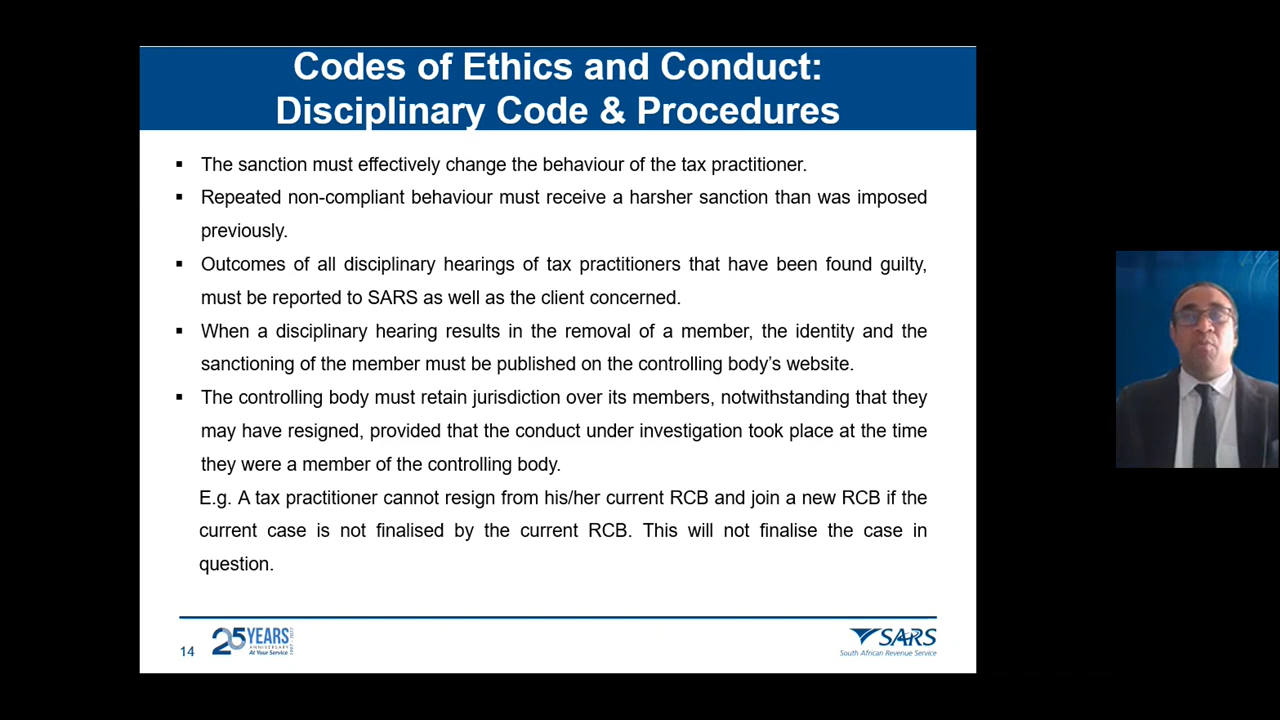 Codes of Ethics and Conduct:
Disciplinary Code & Procedures
▪ The sanction must effectively change the behaviour of the tax practitioner.
▪ Repeated non-compliant behaviour must receive a harsher sanction than was imposed
previously.
▪ Outcomes of all disciplinary hearings of tax practitioners that have been found guilty,
must be reported to SARS as well as the client concerned.
▪ When a disciplinary hearing results in the removal of a member, the identity and the
sanctioning of the member must be published on the controlling body’s website.
▪ The controlling body must retain jurisdiction over its members, notwithstanding that they
may have resigned, provided that the conduct under investigation took place at the time
they were a member of the controlling body.
E.g. A tax practitioner cannot resign from his/her current RCB and join a new RCB if the
current case is not finalised by the current RCB. This will not finalise the case in
question.
14
25 YEARS
ANNIVERSARY
At Your Service
SARS
South African Revenue Service